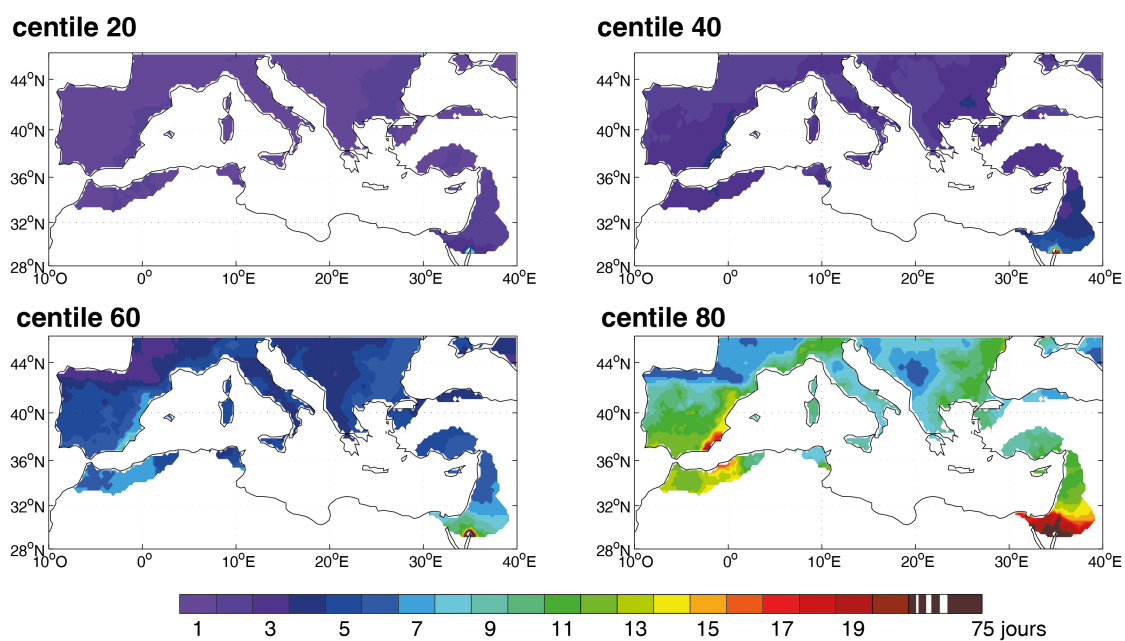 centile 20
centile 40
44°N
40°N
36°N
32°N
28°N
10°O 0° 10°E 20°E 30°E 40°E
44°N
40°N
36°N
32°N
28°N
10°O 0° 10°E 20°E 30°E 40°E
centile 60
centile 80
44°N
40°N
36°N
32°N
28°N
10°O 0° 10°E 20°E 30°E 40°E
44°N
40°N
36°N
32°N
28°N
10°O 0° 10°E 20°E 30°E 40°E
1 3 5 7 9 11 13 15 17 19 75 jours